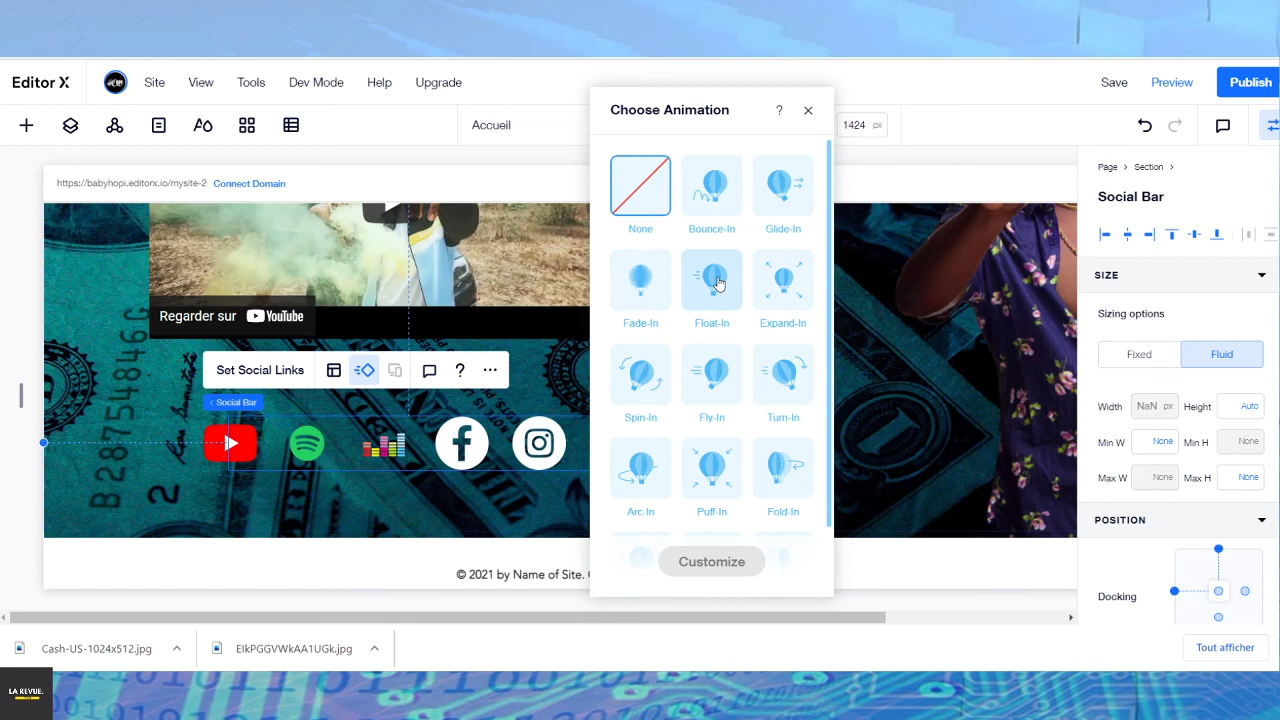 Editor X
Site
View
Tools
Dev Mode
Help
Upgrade
Save
Preview
Publish
Accueil
1424 px
Choose Animation
?
None
Bounce-In
Glide-In
Fade-In
Float-In
Expand-In
Spin-In
Fly-In
Turn-In
Arc-In
Puff-In
Fold-In
Customize
https://babyhopi.editorx.io/mysite-2 Connect Domain
Regarder sur YouTube
Set Social Links
?
< Social Bar
B28754846G
2
© 2021 by Name of Site.
Page > Section >
Social Bar
SIZE
Sizing options
Fixed
Fluid
Width NaN px Height Auto
Min W None Min H None
Max W None Max H None
POSITION
Docking
Cash-US-1024x512.jpg
ElkPGGVWkAA1UGk.jpg
Tout afficher
LA REVUE.